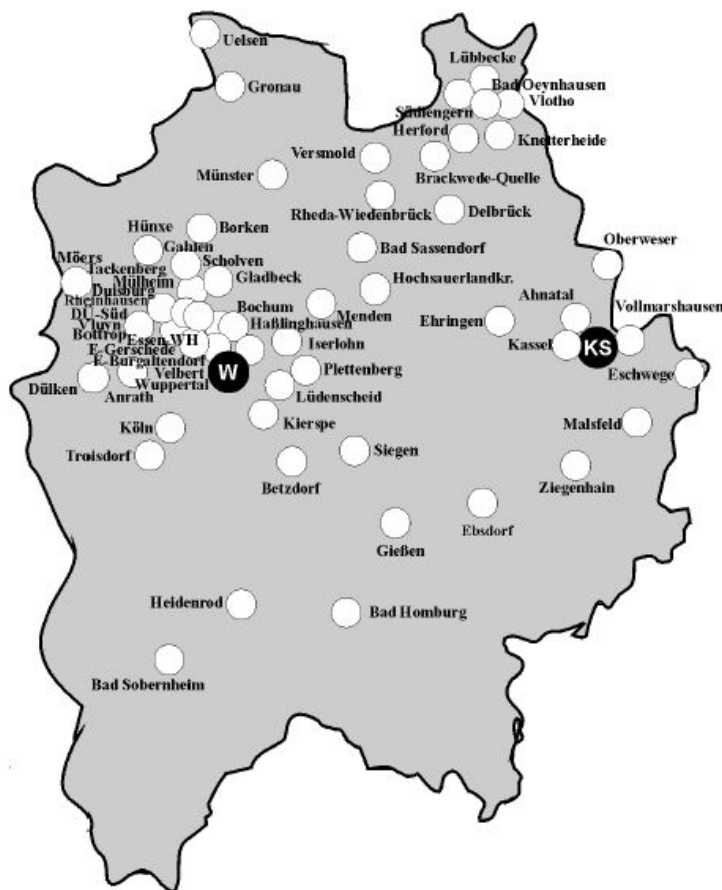 Uelsen
Lübbecke
Gronau
Bad Oeynhausen
Vlotho
Südlengern
Herford
Knetterheide
Versmold
Münster
Brackwede-Quelle
Rheda-Wiedenbrück
Delbrück
Hünxe
Borken
Gahlen
Bad Sassendorf
Oberweser
Möers
Tackenberg
Scholven
Mülheim
Gladbeck
Duisburg
Hochsauerlandkr.
Rheinhausen
Bochum
Menden
Ahnatal
DU-Süd
Vluyn
Haßlinghausen
Ehringen
Vollmarshausen
Bottrop
Essen WH
Iserlohn
Kassel
KS
E-Gerschede
E-Burgaltendorf
Velbert
W
Plettenberg
Eschwege
Dülken
Anrath
Wuppertal
Lüdenscheid
Kierspe
Malsfeld
Köln
Troisdorf
Siegen
Betzdorf
Ziegenhain
Ebsdorf
Gießen
Heidenrod
Bad Homburg
Bad Sobernheim